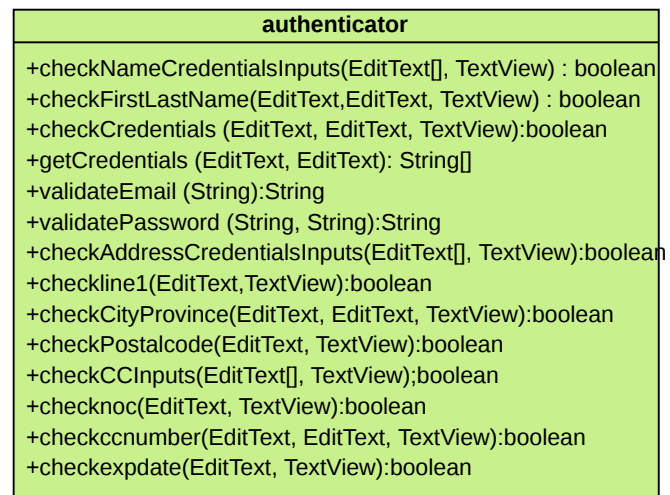 authenticator
+checkNameCredentialsInputs(EditText[], TextView) : boolean
+checkFirstLastName(EditText,EditText, TextView) : boolean
+checkCredentials (EditText, EditText, TextView):boolean
+getCredentials (EditText, EditText): String[]
+validateEmail (String):String
+validatePassword (String, String):String
+checkAddressCredentialsInputs(EditText[], TextView):boolean
+checkline1(EditText,TextView):boolean
+checkCityProvince(EditText, EditText, TextView):boolean
+checkPostalcode(EditText, TextView):boolean
+checkCCInputs(EditText[], TextView);boolean
+checknoc(EditText, TextView):boolean
+checkccnumber(EditText, EditText, TextView):boolean
+checkexpdate(EditText, TextView):boolean